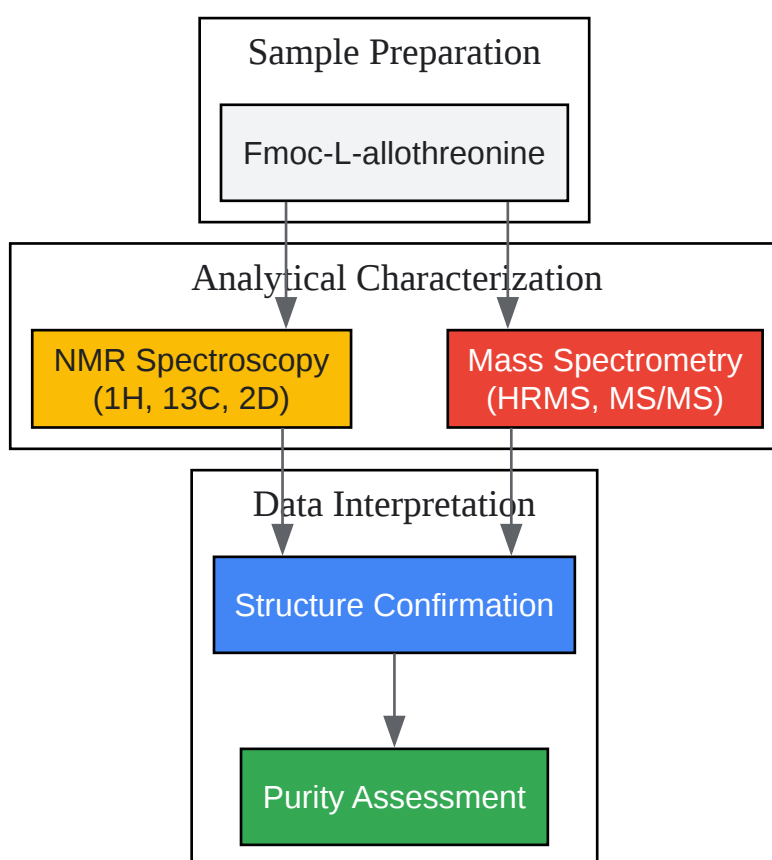 Sample Preparation
Fmoc-L-allothreonine
Analytical Characterization
NMR Spectroscopy
(1H, 13C, 2D)
Mass Spectrometry
(HRMS, MS/MS)
Data Interpretation
Structure Confirmation
Purity Assessment